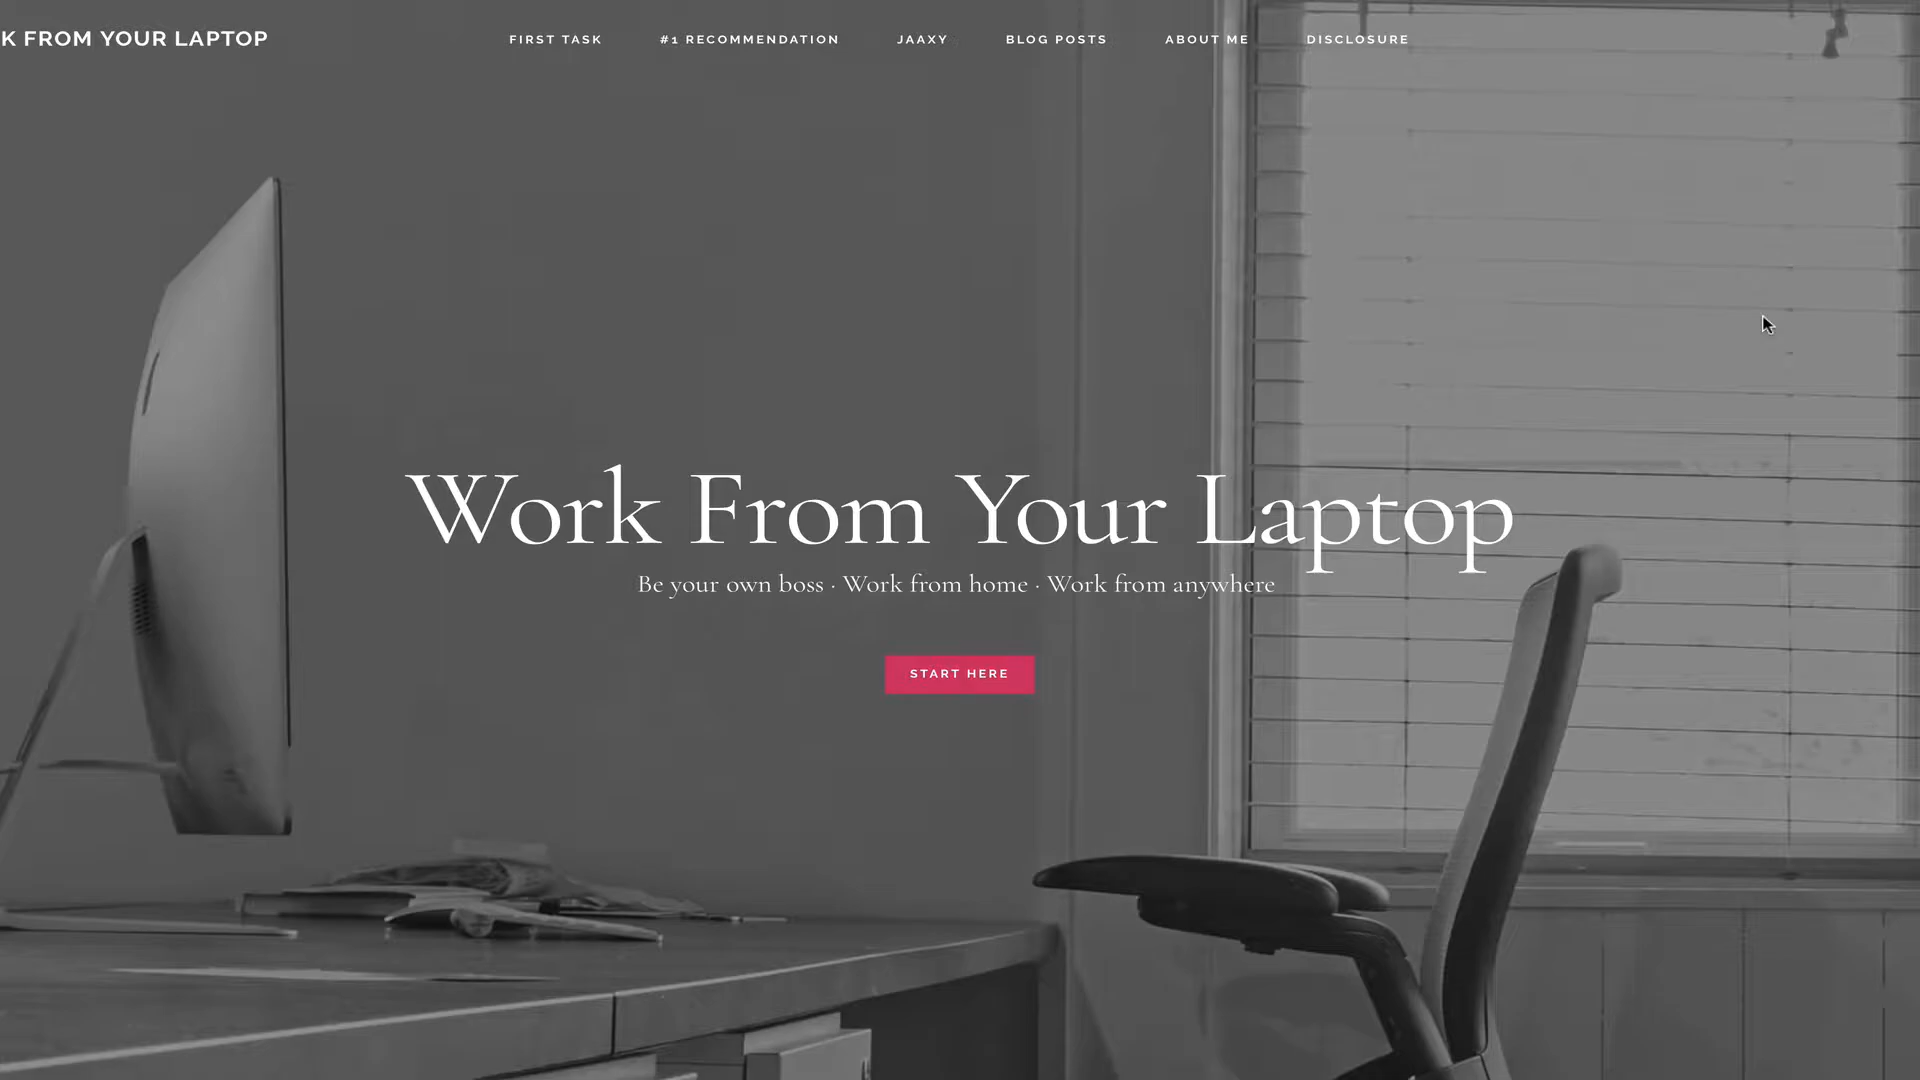 K FROM YOUR LAPTOP
FIRST TASK
#1 RECOMMENDATION
JAAXY
BLOG POSTS
ABOUT ME
DISCLOSURE
Work From Your Laptop
Be your own boss · Work from home · Work from anywhere
START HERE